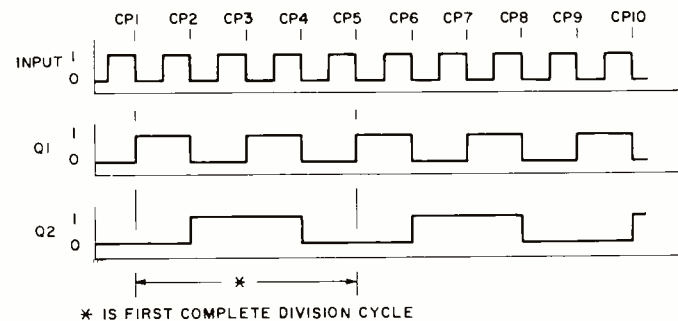 CP1 CP2 CP3 CP4 CP5 CP6 CP7 CP8 CP9 CP10
INPUT 1
0
Q1 1
0
Q2 1
0
*
* IS FIRST COMPLETE DIVISION CYCLE